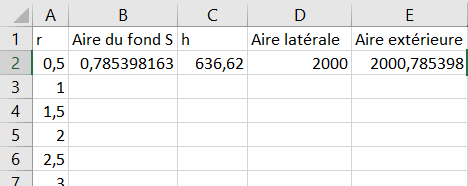 A B C D E
1 r Aire du fond S h Aire latérale Aire extérieure
2 0,5 0,785398163 636,62 2000 2000,785398
3 1
4 1,5
5 2
6 2,5
7 3